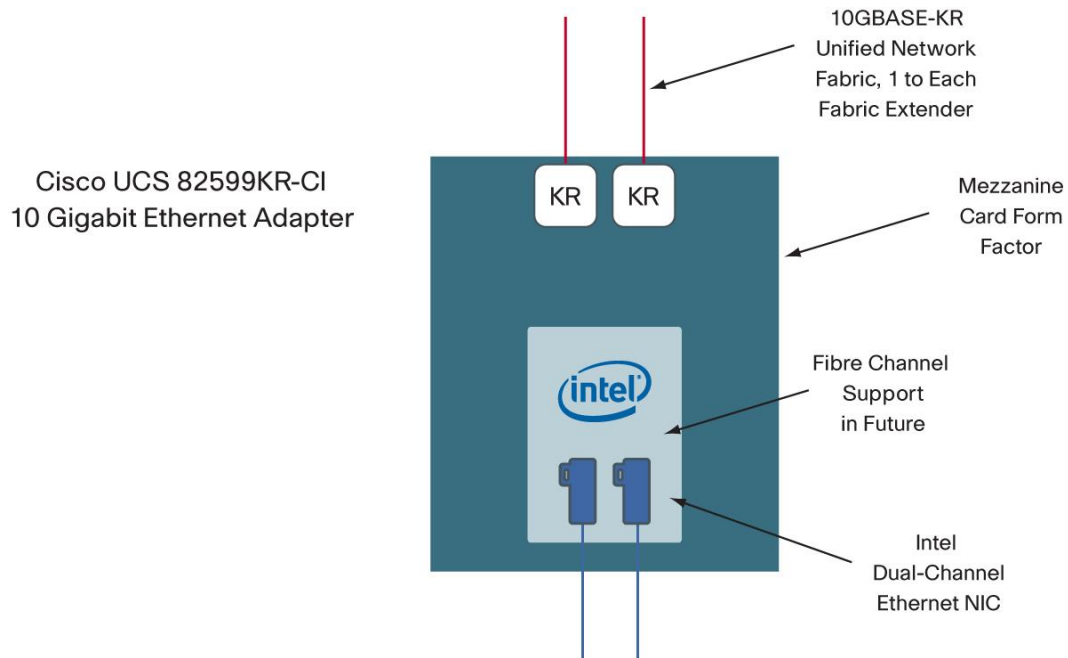 10GBASE-KR
Unified Network
Fabric, 1 to Each
Fabric Extender
Cisco UCS 82599KR-CI
10 Gigabit Ethernet Adapter
KR
KR
Mezzanine
Card Form
Factor
intel
Fibre Channel
Support
in Future
Intel
Dual-Channel
Ethernet NIC